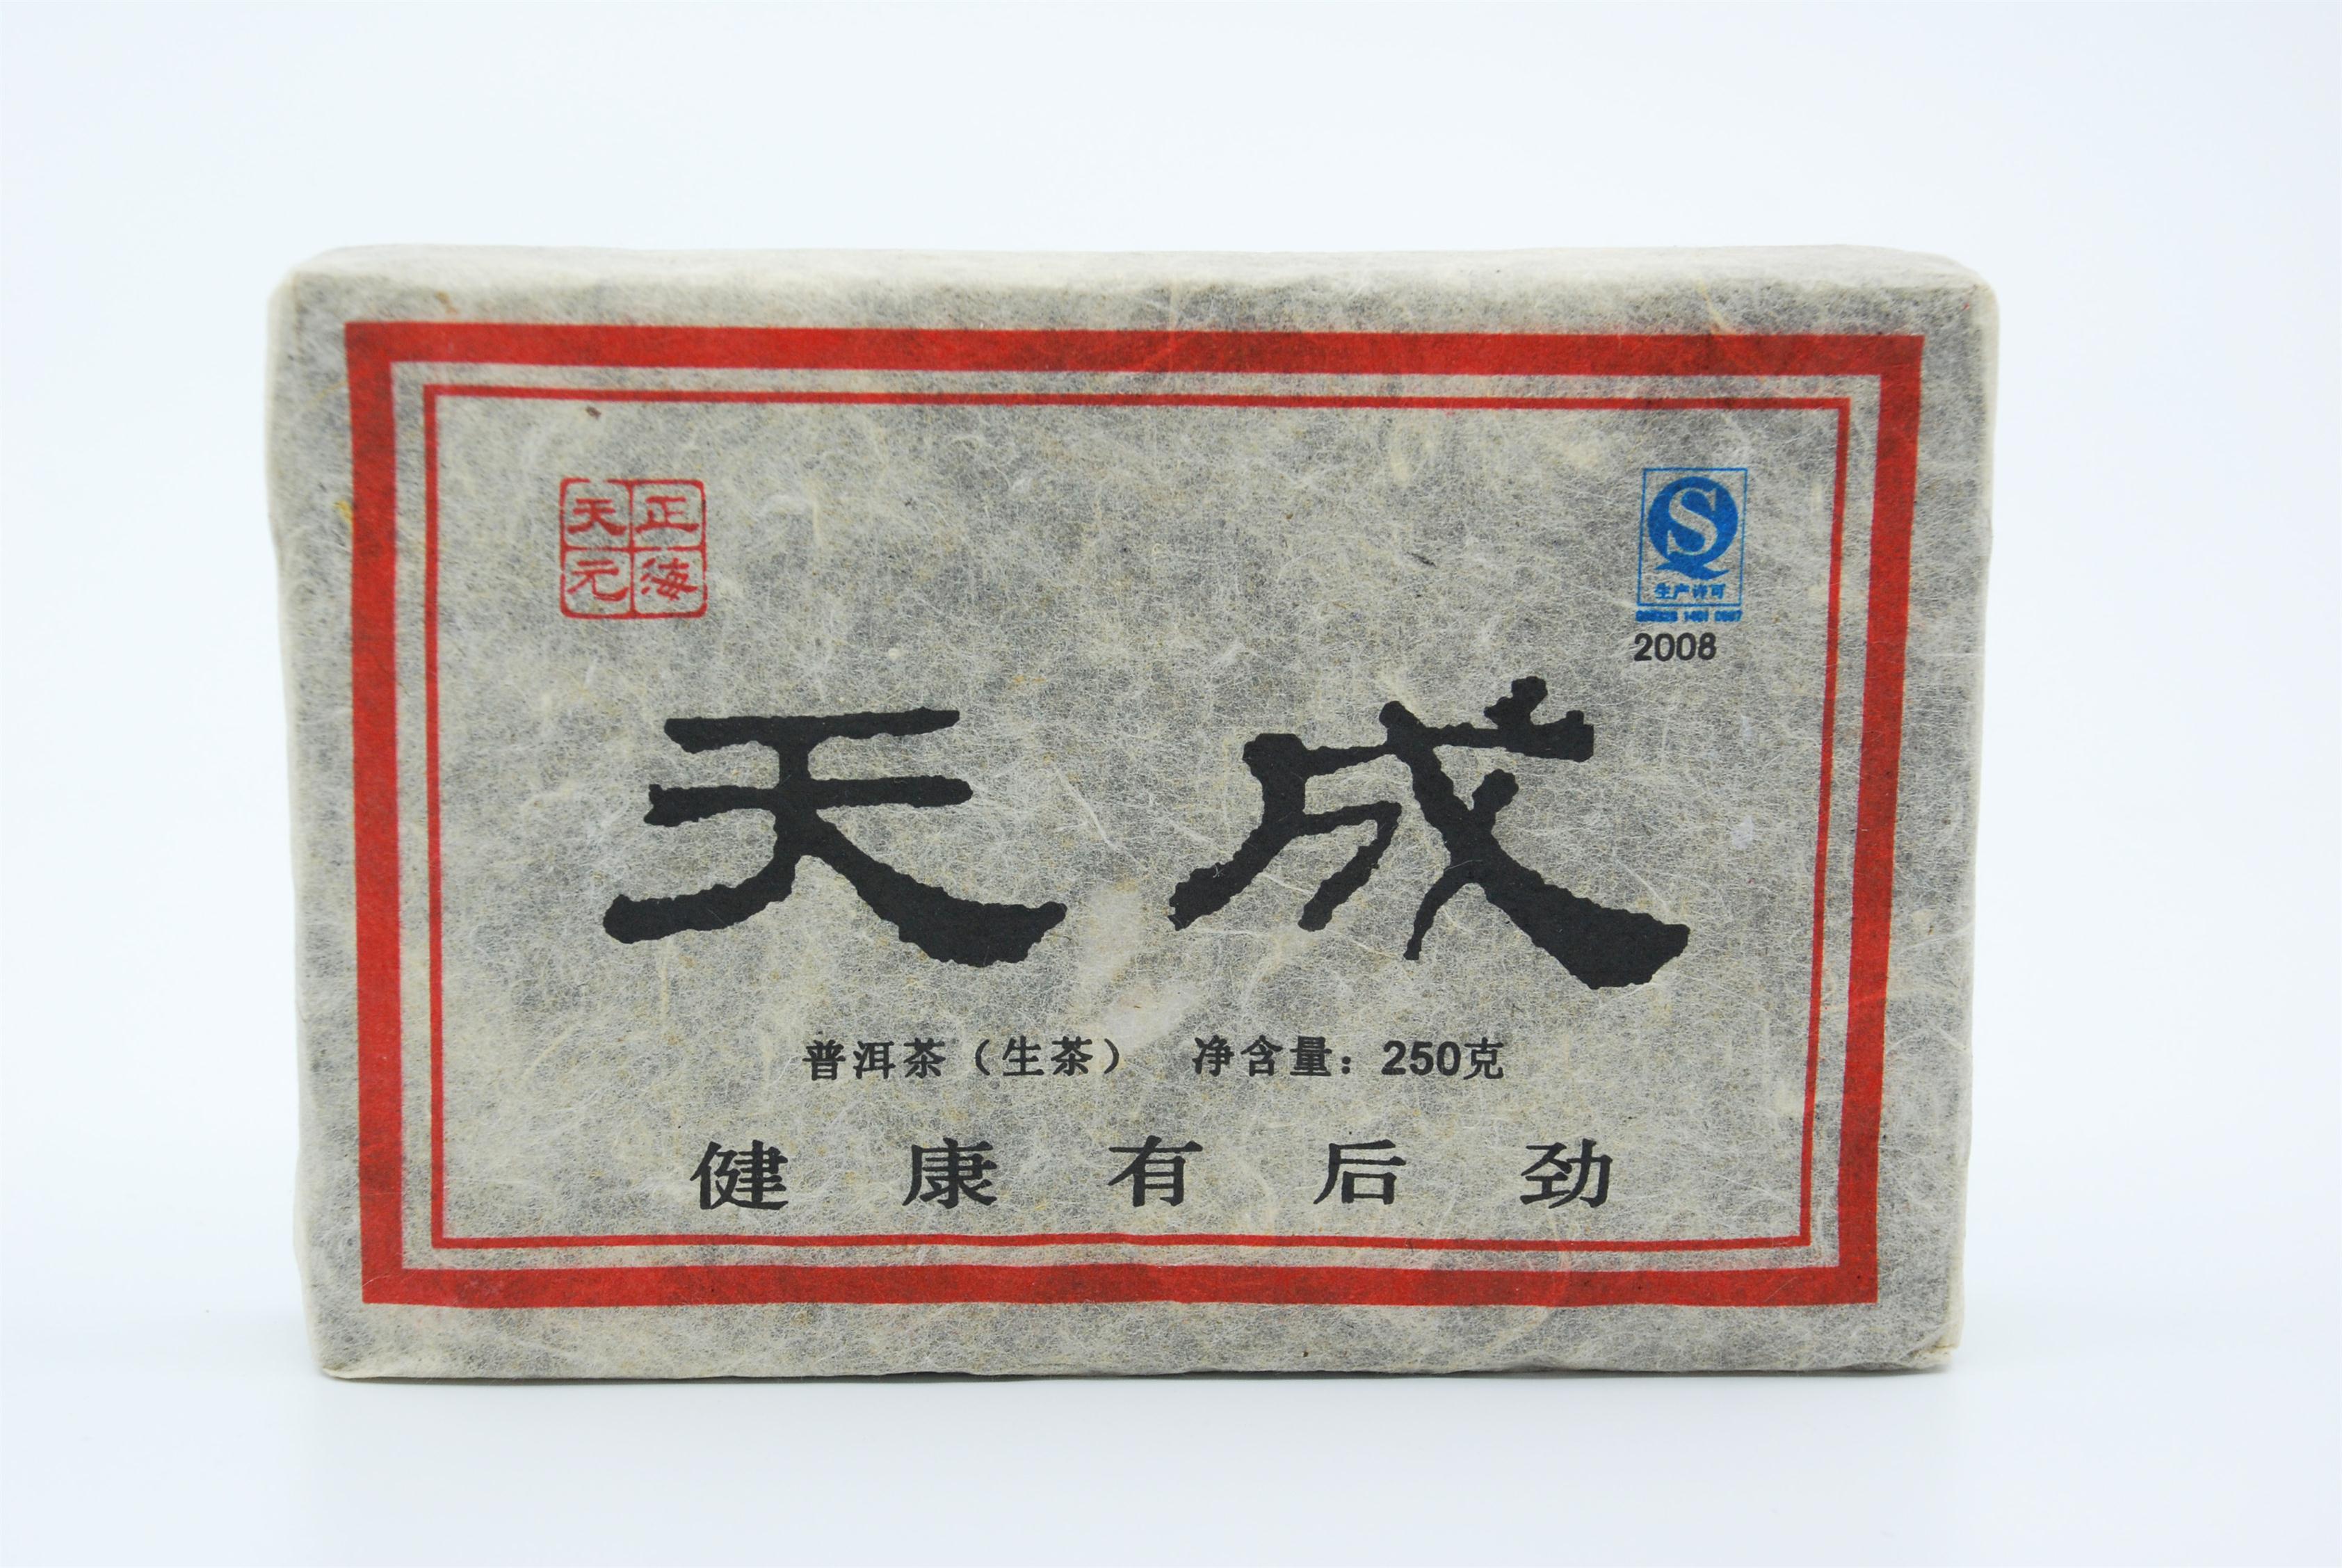 正海
天元
QS
生产许可
2008
天成
普洱茶（生茶） 净含量：250克
健康有后劲